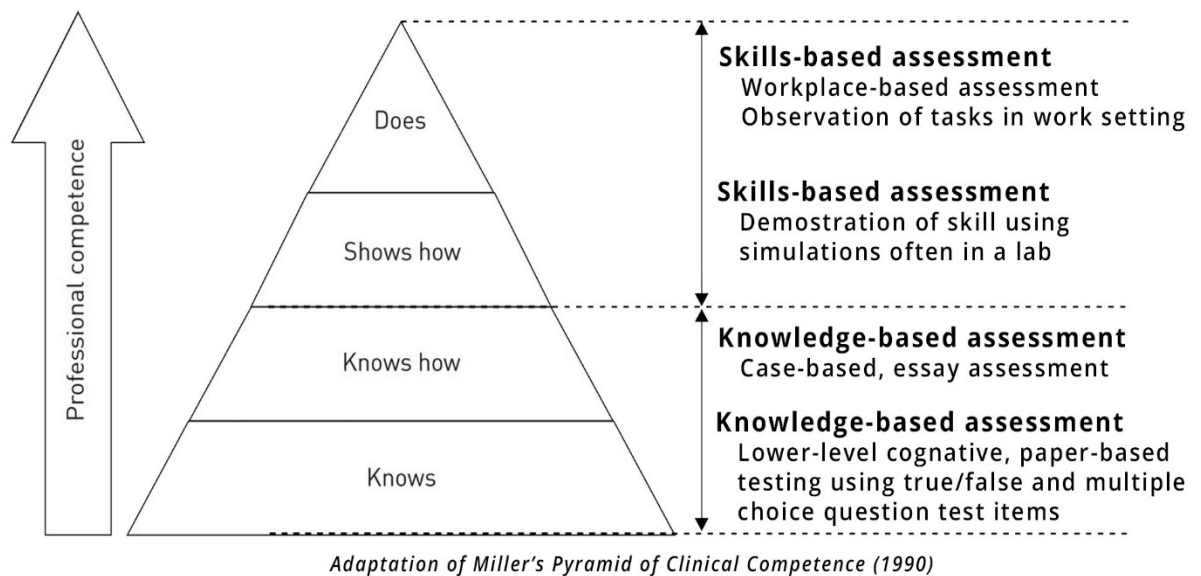 Professional competence
Does
Shows how
Knows how
Knows
Skills-based assessment
Workplace-based assessment
Observation of tasks in work setting
Skills-based assessment
Demostration of skill using
simulations often in a lab
Knowledge-based assessment
Case-based, essay assessment
Knowledge-based assessment
Lower-level cognative, paper-based
testing using true/false and multiple
choice question test items
Adaptation of Miller's Pyramid of Clinical Competence (1990)